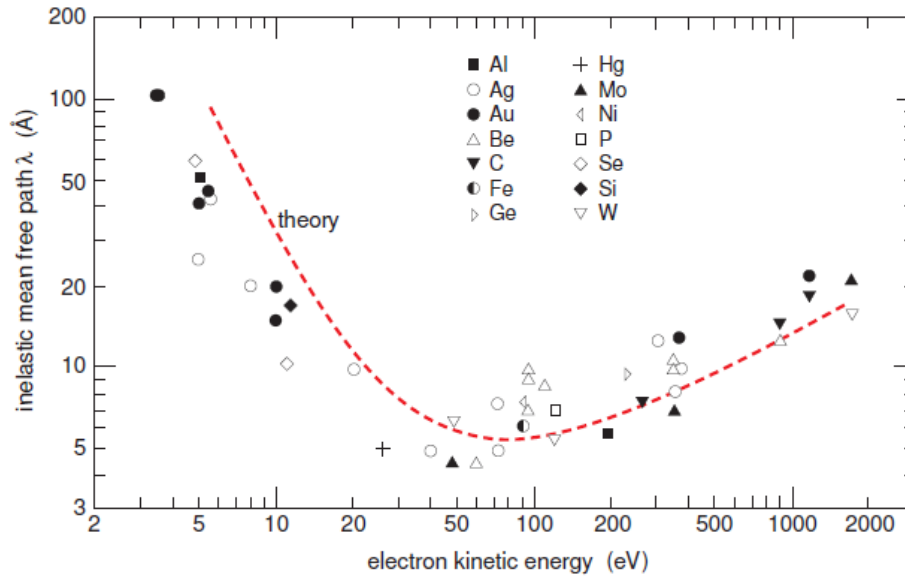 200
100
50
20
10
5
3
inelastic mean free path λ (Å)
theory
Al
Ag
Au
Be
C
Fe
Ge
Hg
Mo
Ni
P
Se
Si
W
2 5 10 20 50 100 200 500 1000 2000
electron kinetic energy (eV)